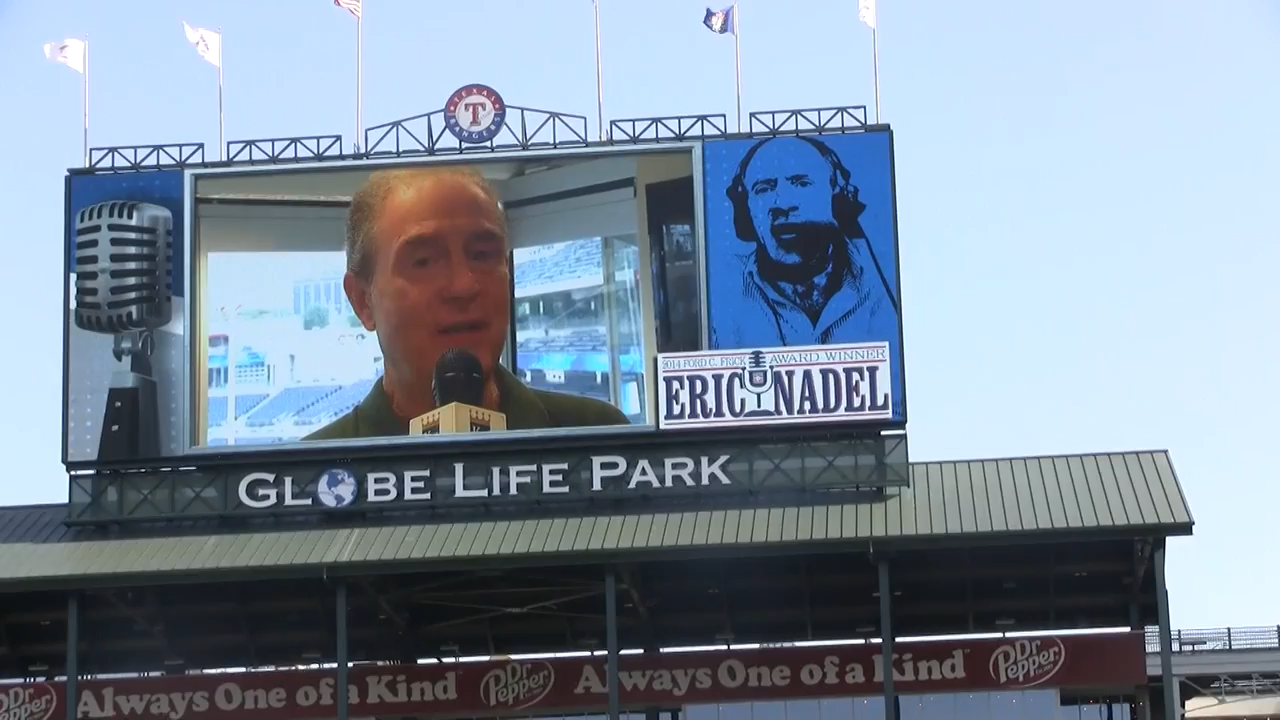 TEXAS
T
RANGERS
2014 FORD C. FRICK AWARD WINNER
ERIC NADEL
GLOBE LIFE PARK
Dr Pepper Always One of a Kind Dr Pepper Always One of a Kind Dr Pepper